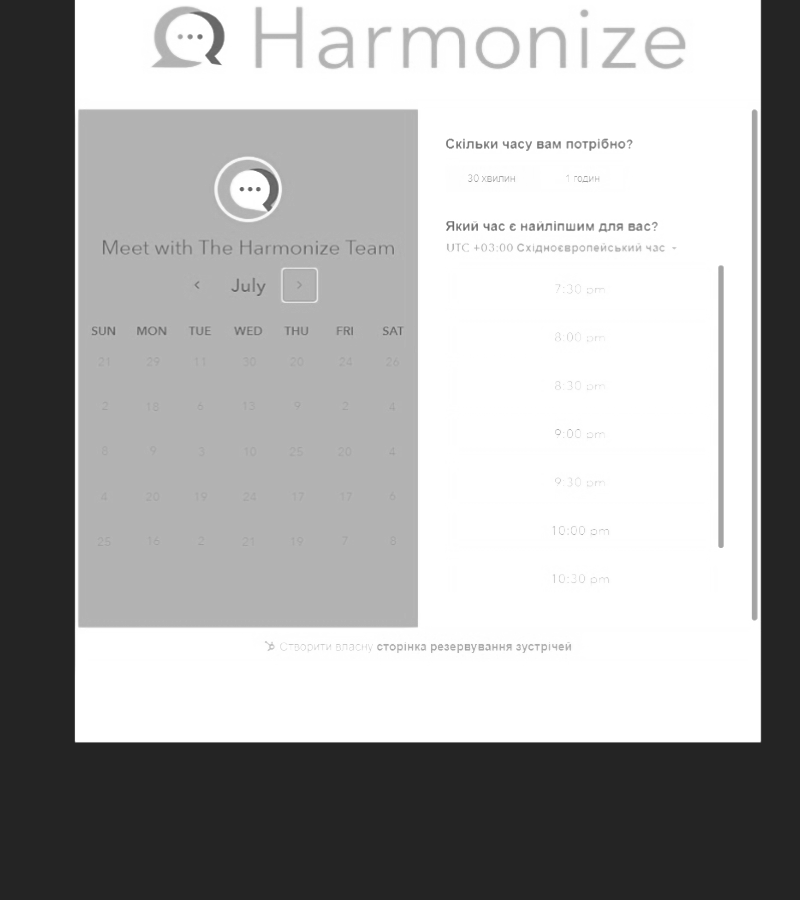 Harmonize
Meet with The Harmonize Team
July
SUN MON TUE WED THU FRI SAT
21 29 11 30 20 24 26
2 18 6 13 9 2 4
8 9 3 10 25 20 4
4 20 19 24 17 17 6
25 16 2 21 19 7 8
Скільки часу вам потрібно?
30 хвилин 1 годин
Який час є найліпшим для вас?
UTC +03:00 Східноєвропейський час
7:30 pm
8:00 pm
8:30 pm
9:00 pm
9:30 pm
10:00 pm
10:30 pm
Створити власну сторінка резервування зустрічей